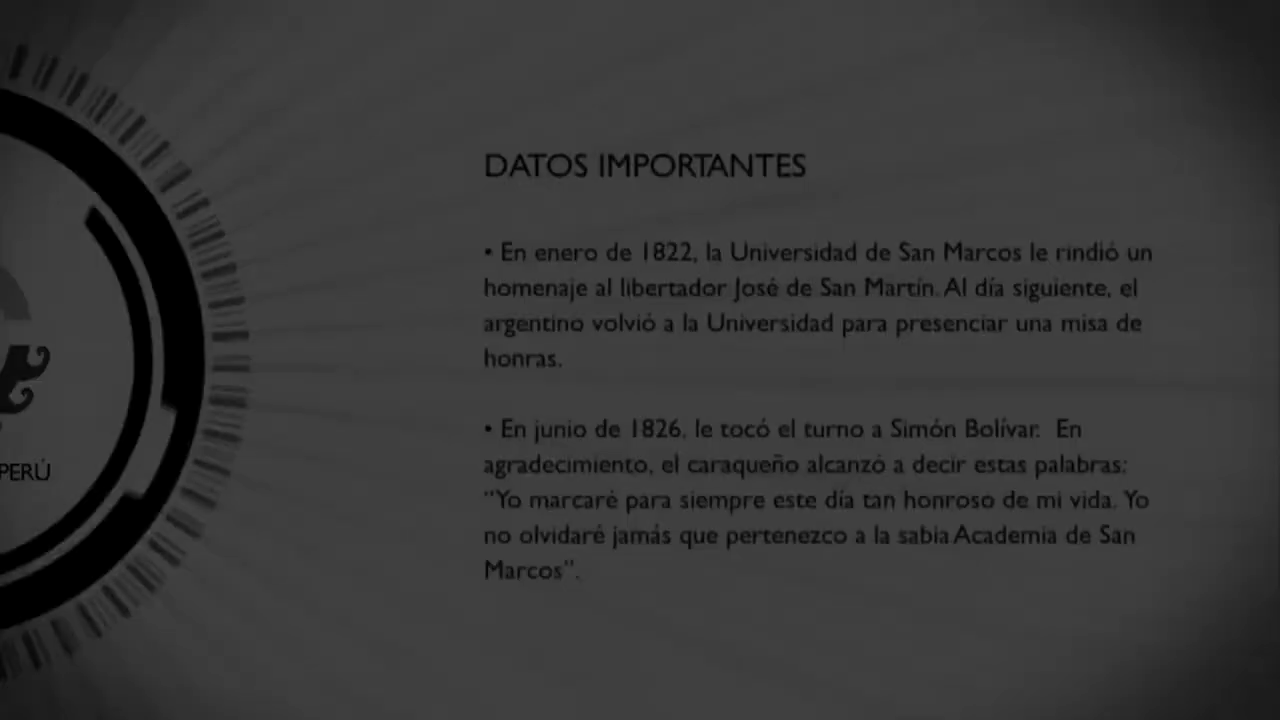 DATOS IMPORTANTES
• En enero de 1822, la Universidad de San Marcos le rindió un
homenaje al libertador José de San Martín. Al día siguiente, el
argentino volvió a la Universidad para presenciar una misa de
honras.
• En junio de 1826, le tocó el turno a Simón Bolívar. En
agradecimiento, el caraqueño alcanzó a decir estas palabras:
"Yo marcaré para siempre este día tan honroso de mi vida. Yo
no olvidaré jamás que pertenezco a la sabia Academia de San
Marcos".
PERÚ